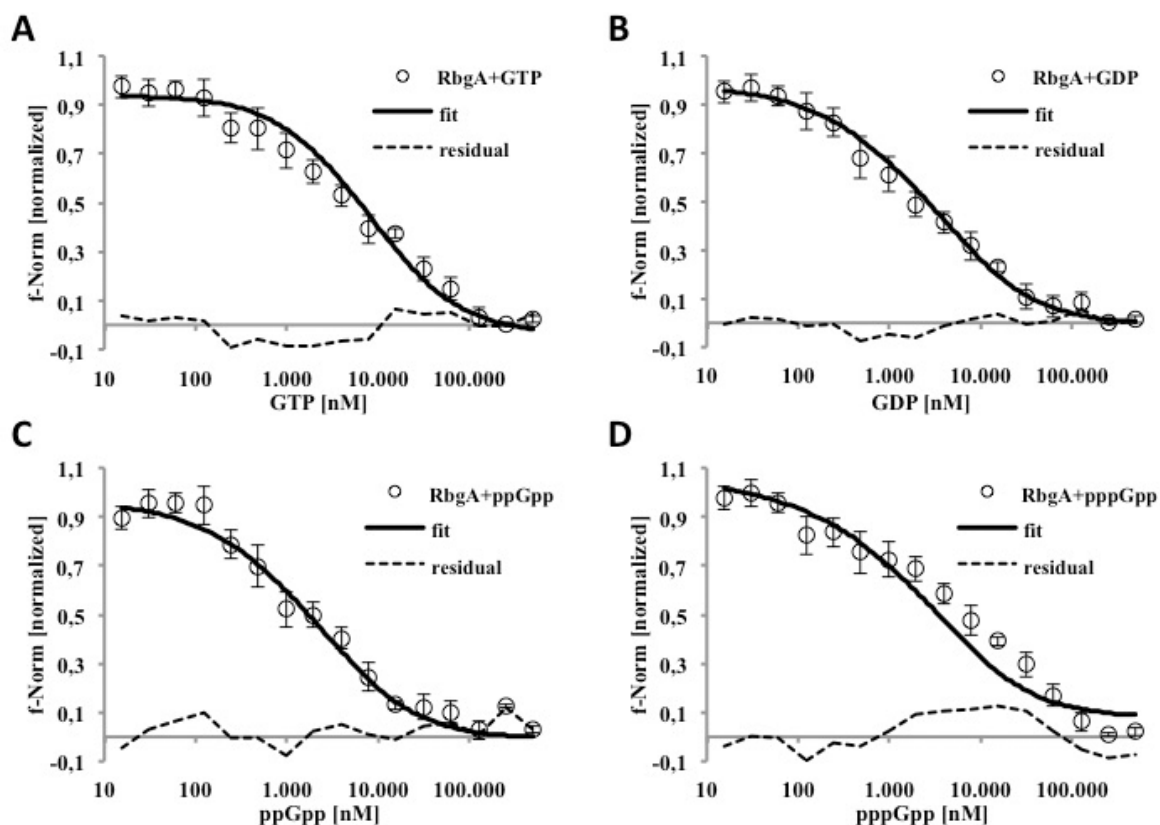 A
f-Norm [normalized]
1,1
0,9
0,7
0,5
0,3
0,1
-0,1
RbgA+GTP
fit
residual
10 100 1.000 10.000 100.000
GTP [nM]
B
f-Norm [normalized]
1,1
0,9
0,7
0,5
0,3
0,1
-0,1
RbgA+GDP
fit
residual
10 100 1.000 10.000 100.000
GDP [nM]
C
f-Norm [normalized]
1,1
0,9
0,7
0,5
0,3
0,1
-0,1
RbgA+ppGpp
fit
residual
10 100 1.000 10.000 100.000
ppGpp [nM]
D
f-Norm [normalized]
1,1
0,9
0,7
0,5
0,3
0,1
-0,1
RbgA+pppGpp
fit
residual
10 100 1.000 10.000 100.000
pppGpp [nM]